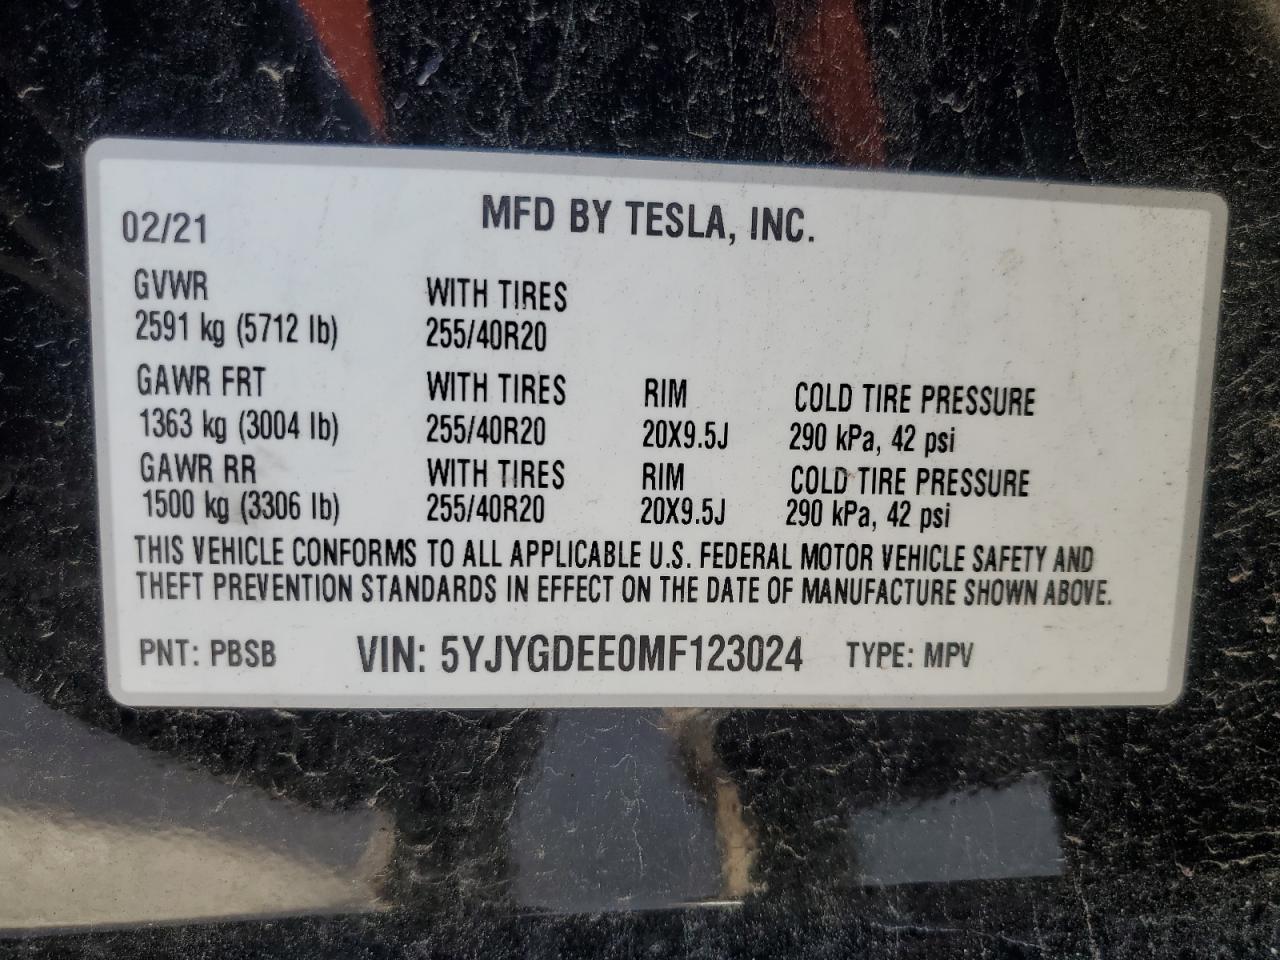 MFD BY TESLA, INC.
02/21
GVWR WITH TIRES
2591 kg (5712 lb) 255/40R20
GAWR FRT WITH TIRES RIM COLD TIRE PRESSURE
1363 kg (3004 lb) 255/40R20 20X9.5J 290 kPa, 42 psi
GAWR RR WITH TIRES RIM COLD TIRE PRESSURE
1500 kg (3306 lb) 255/40R20 20X9.5J 290 kPa, 42 psi
THIS VEHICLE CONFORMS TO ALL APPLICABLE U.S. FEDERAL MOTOR VEHICLE SAFETY AND
THEFT PREVENTION STANDARDS IN EFFECT ON THE DATE OF MANUFACTURE SHOWN ABOVE.
PNT: PBSB VIN: 5YJYGDEE0MF123024 TYPE: MPV